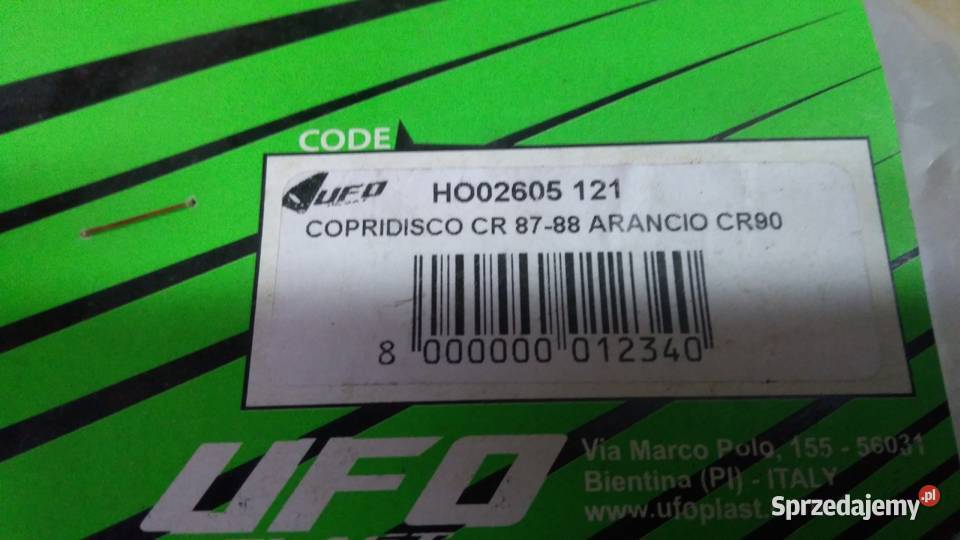 CODE
UFO HO02605 121
COPRIDISCO CR 87-88 ARANCIO CR90
8 000000 012340
UFO
Via Marco Polo, 155 - 56031
Bientina (PI) - ITALY
www.ufoplast.
Sprzedajemy.pl